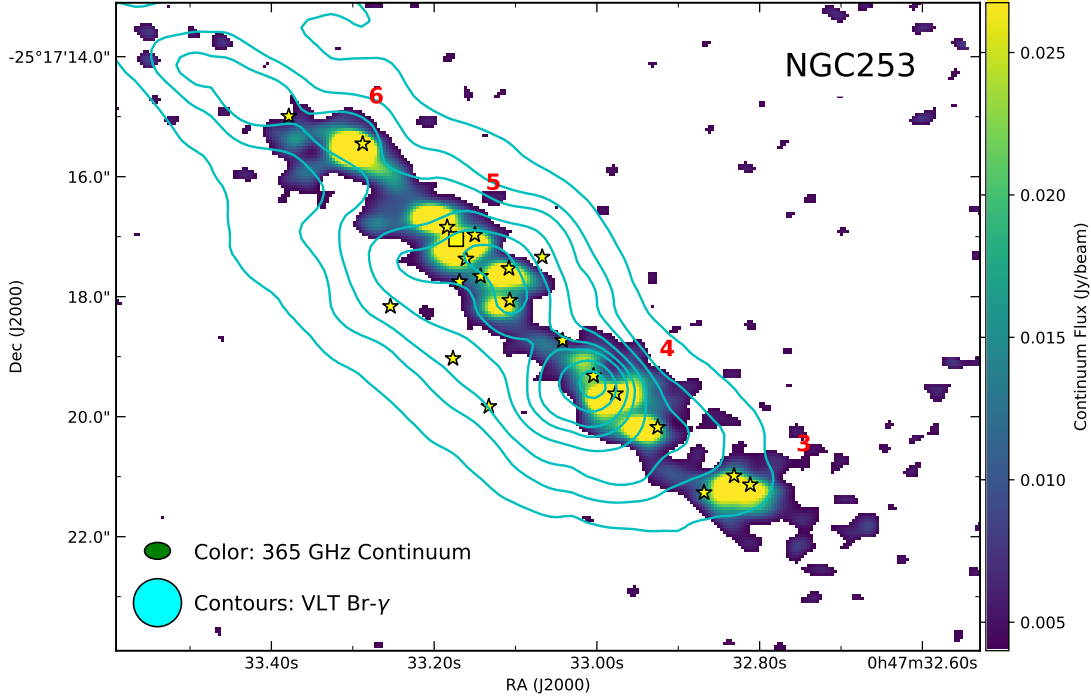 NGC253
6
5
4
3
Color: 365 GHz Continuum
Contours: VLT Br-γ
-25°17'14.0"
16.0"
18.0"
20.0"
22.0"
Dec (J2000)
33.40s
33.20s
33.00s
32.80s
0h47m32.60s
RA (J2000)
0.025
0.020
0.015
0.010
0.005
Continuum Flux (Jy/beam)